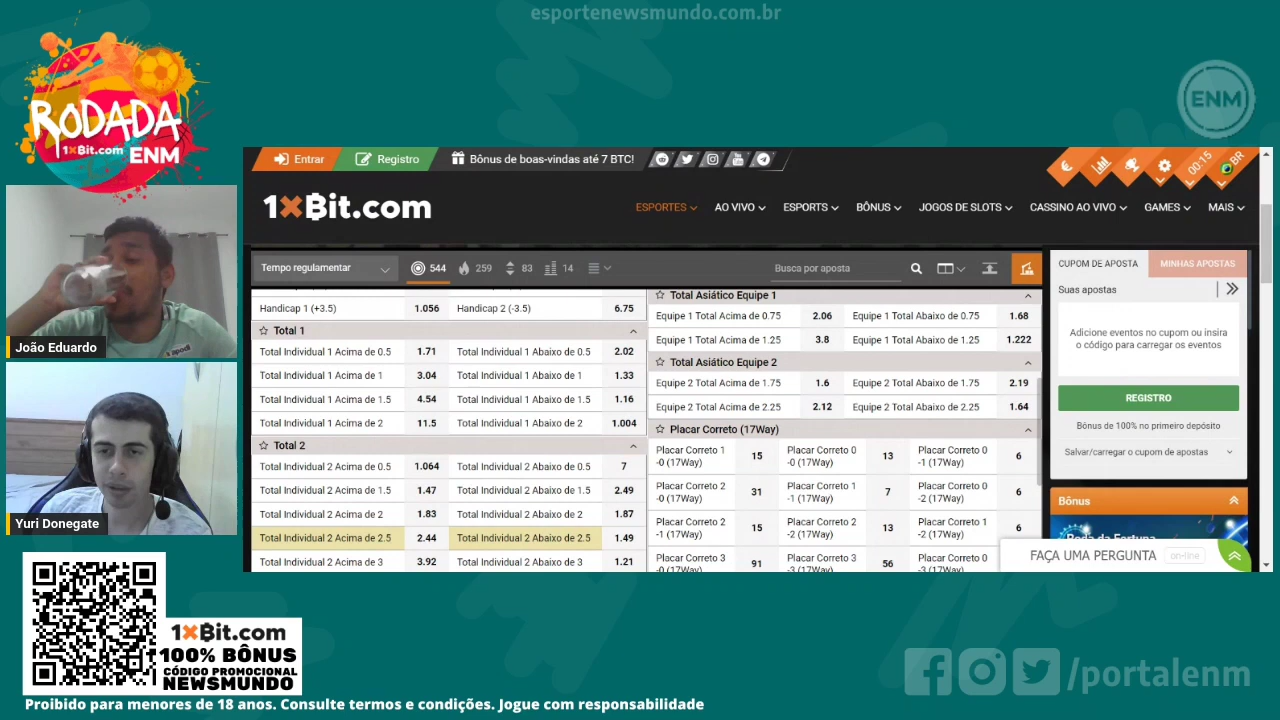 esportenewsmundo.com.br
ENM
RODADA
1xBit.com
ENM
João Eduardo
Yuri Donegate
1xBit.com
100% BÔNUS
CÓDIGO PROMOCIONAL
NEWSMUNDO
Proibido para menores de 18 anos. Consulte termos e condições. Jogue com responsabilidade
/portalenm
Entrar
Registro
Bônus de boas-vindas até 7 BTC!
00:15
BR
1xBit.com
ESPORTES
AO VIVO
ESPORTS
BÔNUS
JOGOS DE SLOTS
CASSINO AO VIVO
GAMES
MAIS
Tempo regulamentar
544
259
83
14
Busca por aposta
Handicap 1 (+3.5) 1.056 Handicap 2 (-3.5) 6.75
Total 1
Total Individual 1 Acima de 0.5 1.71 Total Individual 1 Abaixo de 0.5 2.02
Total Individual 1 Acima de 1 3.04 Total Individual 1 Abaixo de 1 1.33
Total Individual 1 Acima de 1.5 4.54 Total Individual 1 Abaixo de 1.5 1.16
Total Individual 1 Acima de 2 11.5 Total Individual 1 Abaixo de 2 1.004
Total 2
Total Individual 2 Acima de 0.5 1.064 Total Individual 2 Abaixo de 0.5 7
Total Individual 2 Acima de 1.5 1.47 Total Individual 2 Abaixo de 1.5 2.49
Total Individual 2 Acima de 2 1.83 Total Individual 2 Abaixo de 2 1.87
Total Individual 2 Acima de 2.5 2.44 Total Individual 2 Abaixo de 2.5 1.49
Total Individual 2 Acima de 3 3.92 Total Individual 2 Abaixo de 3 1.21
Total Asiático Equipe 1
Equipe 1 Total Acima de 0.75 2.06 Equipe 1 Total Abaixo de 0.75 1.68
Equipe 1 Total Acima de 1.25 3.8 Equipe 1 Total Abaixo de 1.25 1.222
Total Asiático Equipe 2
Equipe 2 Total Acima de 1.75 1.6 Equipe 2 Total Abaixo de 1.75 2.19
Equipe 2 Total Acima de 2.25 2.12 Equipe 2 Total Abaixo de 2.25 1.64
Placar Correto (17Way)
Placar Correto 1 Placar Correto 0 Placar Correto 0
-0 (17Way) 15 -0 (17Way) 13 -1 (17Way) 6
Placar Correto 2 Placar Correto 1 Placar Correto 0
-0 (17Way) 31 -1 (17Way) 7 -2 (17Way) 6
Placar Correto 2 Placar Correto 2 Placar Correto 1
-1 (17Way) 15 -2 (17Way) 13 -2 (17Way) 6
Placar Correto 3 Placar Correto 3 Placar Correto 0
-0 (17Way) 91 -3 (17Way) 56
CUPOM DE APOSTA
MINHAS APOSTAS
Suas apostas
Adicione eventos no cupom ou insira
o código para carregar os eventos
REGISTRO
Bônus de 100% no primeiro depósito
Salvar/carregar o cupom de apostas
Bônus
Roda da Fortuna
FAÇA UMA PERGUNTA
on-line